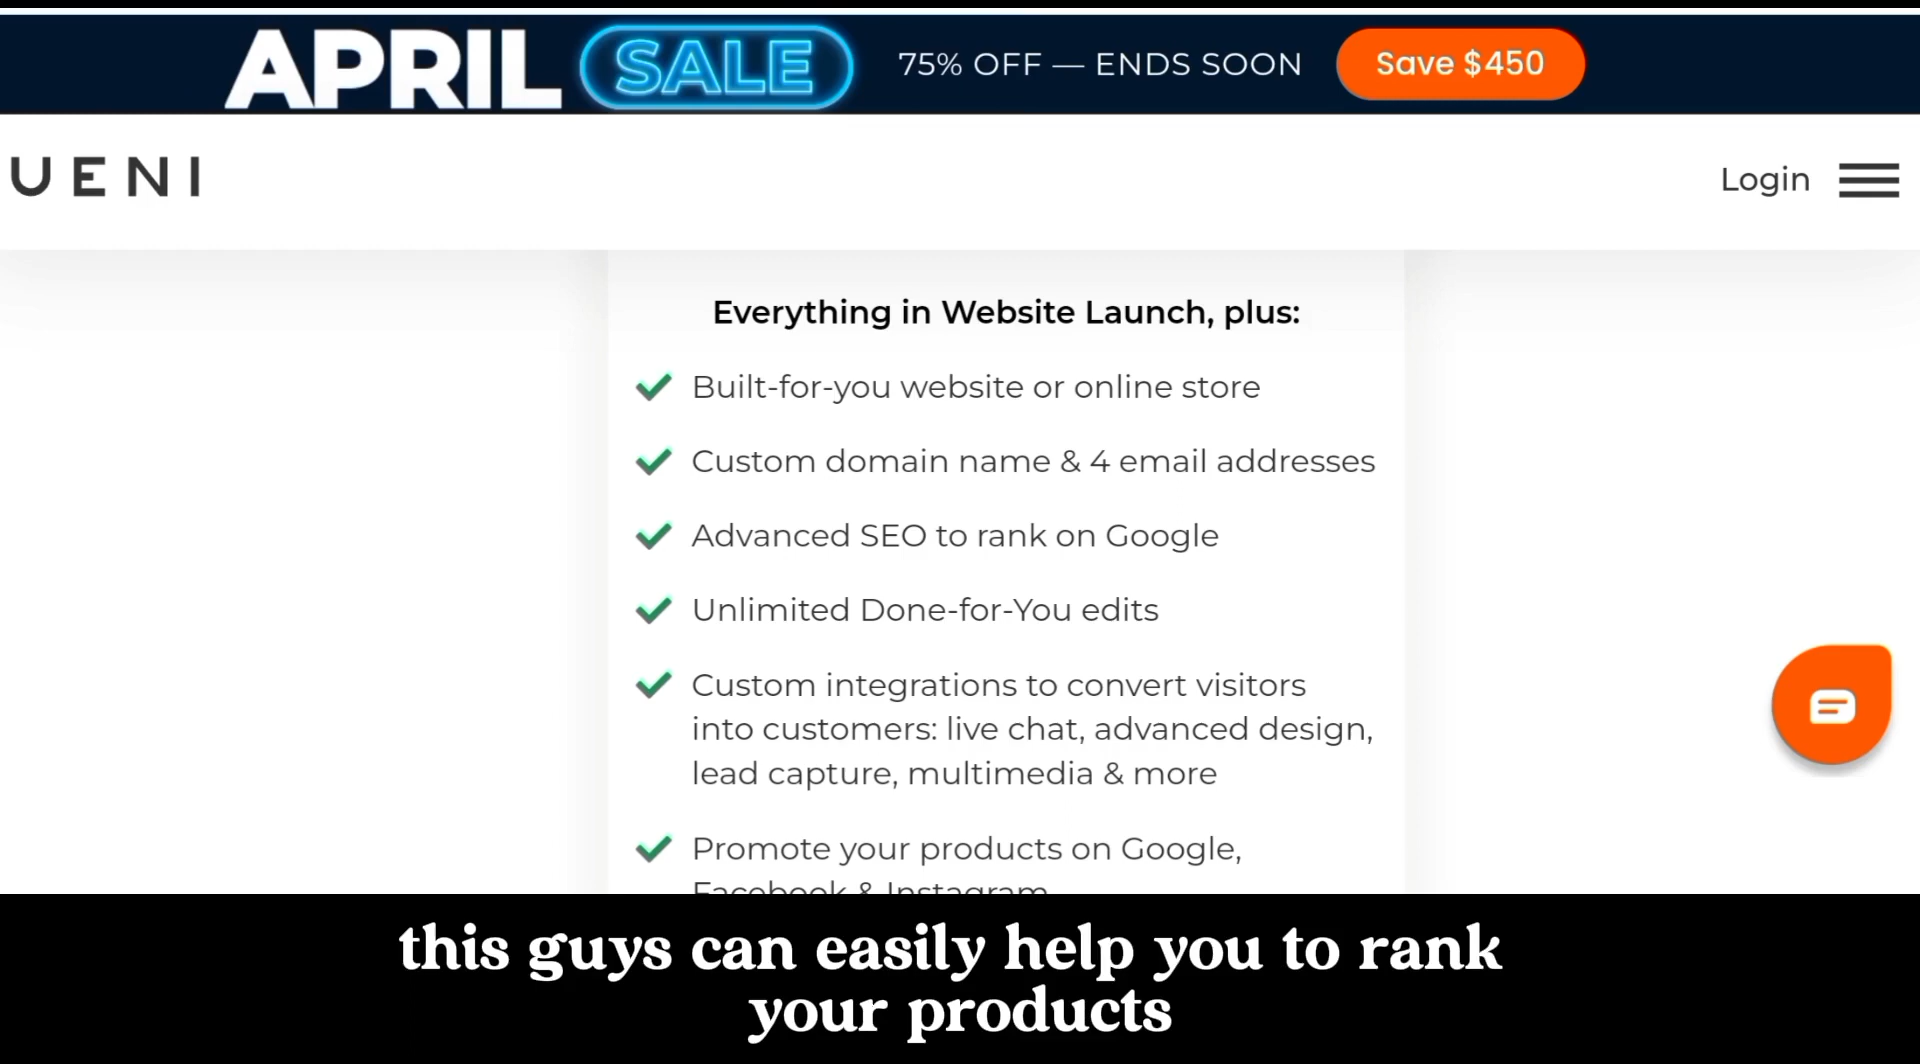 APRIL SALE 75% OFF — ENDS SOON Save $450
UENI Login
Everything in Website Launch, plus:
Built-for-you website or online store
Custom domain name & 4 email addresses
Advanced SEO to rank on Google
Unlimited Done-for-You edits
Custom integrations to convert visitors
into customers: live chat, advanced design,
lead capture, multimedia & more
Promote your products on Google,
Facebook & Instagram
this guys can easily help you to rank
your products